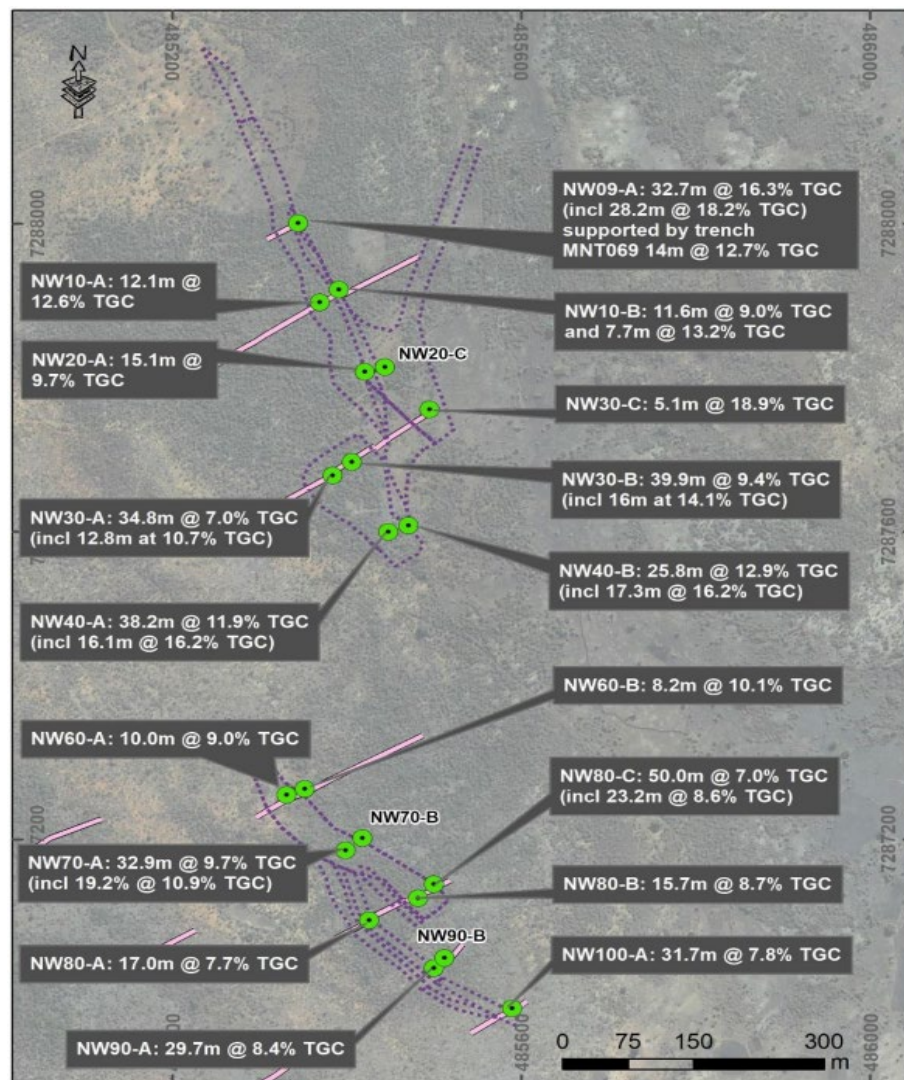 485200
485600
486000
N
7288000
7288000
NW09-A: 32.7m @ 16.3% TGC
(incl 28.2m @ 18.2% TGC)
supported by trench
MNT069 14m @ 12.7% TGC
NW10-A: 12.1m @
12.6% TGC
NW10-B: 11.6m @ 9.0% TGC
and 7.7m @ 13.2% TGC
NW20-A: 15.1m @
9.7% TGC
NW20-C
NW30-C: 5.1m @ 18.9% TGC
NW30-B: 39.9m @ 9.4% TGC
(incl 16m at 14.1% TGC)
NW30-A: 34.8m @ 7.0% TGC
(incl 12.8m at 10.7% TGC)
7287600
NW40-B: 25.8m @ 12.9% TGC
(incl 17.3m @ 16.2% TGC)
NW40-A: 38.2m @ 11.9% TGC
(incl 16.1m @ 16.2% TGC)
NW60-B: 8.2m @ 10.1% TGC
NW60-A: 10.0m @ 9.0% TGC
NW80-C: 50.0m @ 7.0% TGC
(incl 23.2m @ 8.6% TGC)
NW70-B
7287200
NW70-A: 32.9m @ 9.7% TGC
(incl 19.2% @ 10.9% TGC)
NW80-B: 15.7m @ 8.7% TGC
NW90-B
NW80-A: 17.0m @ 7.7% TGC
NW100-A: 31.7m @ 7.8% TGC
NW90-A: 29.7m @ 8.4% TGC
485600
486000
0 75 150 300
m